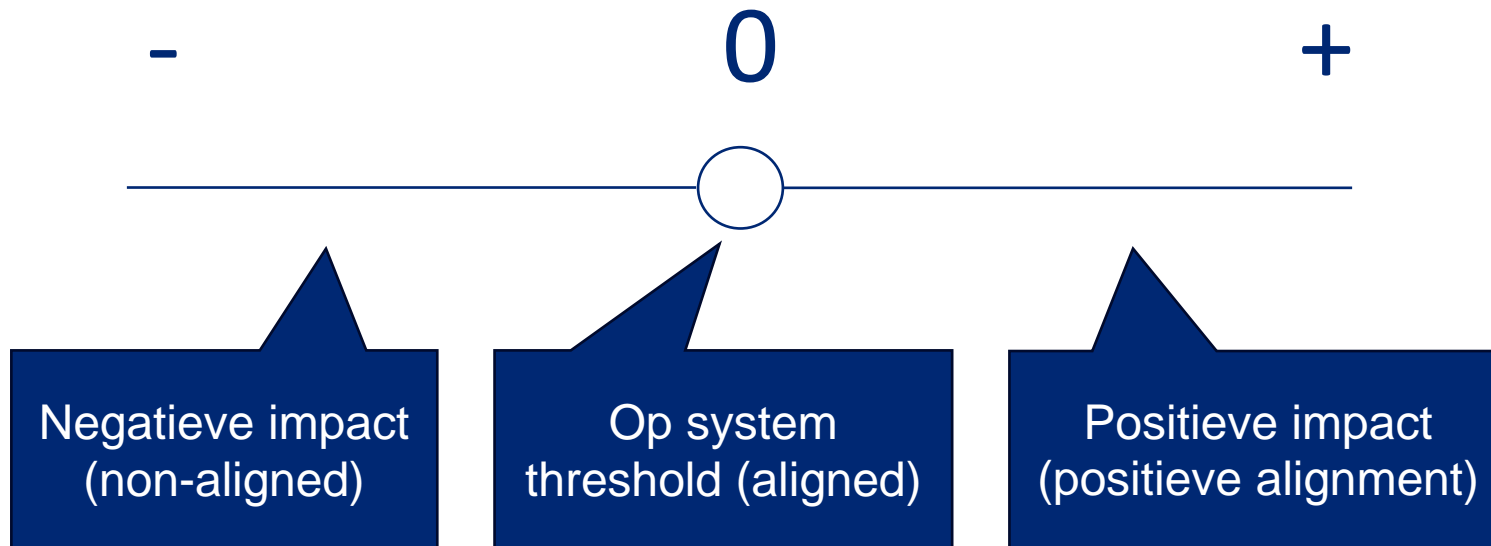 -
0
+
Negatieve impact
(non-aligned)
Op system
threshold (aligned)
Positieve impact
(positieve alignment)